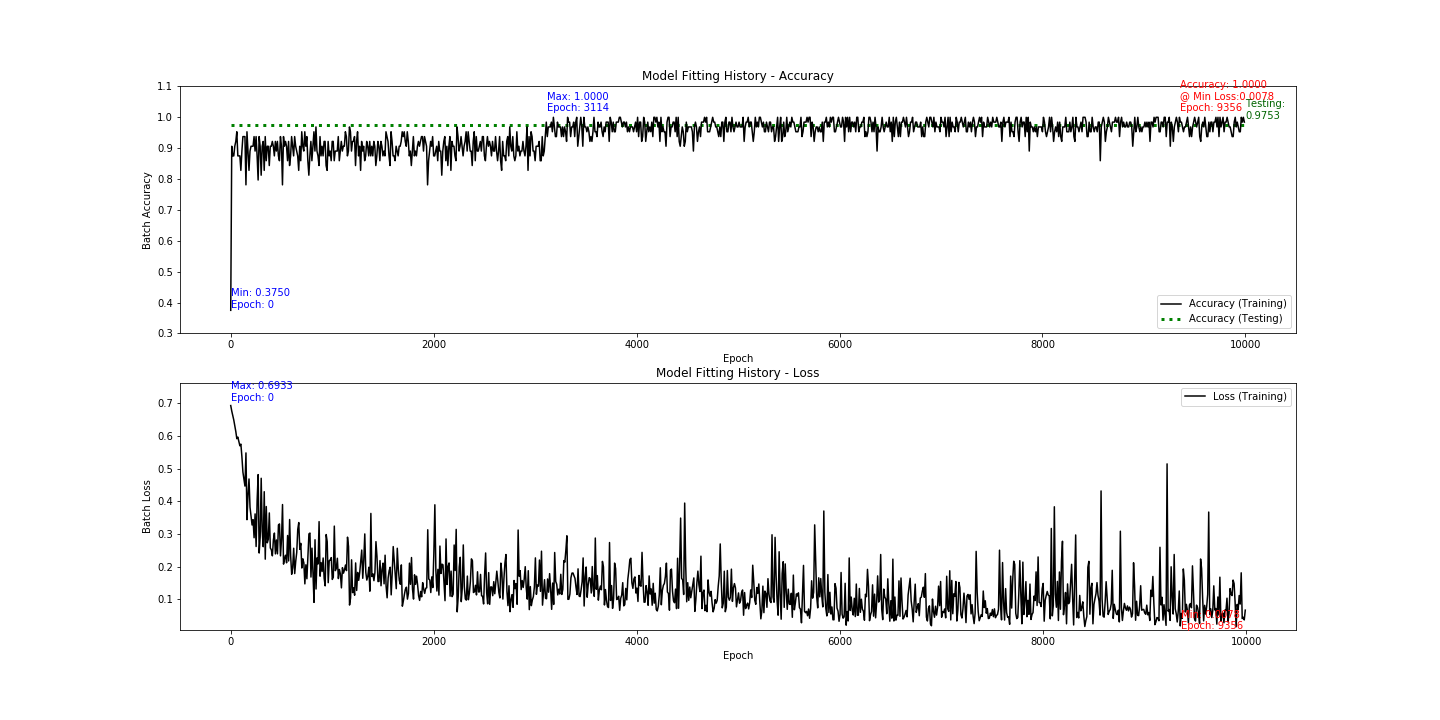 Model Fitting History - Accuracy
Batch Accuracy
1.1
1.0
0.9
0.8
0.7
0.6
0.5
0.4
0.3
Max: 1.0000
Epoch: 3114
Accuracy: 1.0000
@ Min Loss:0.0078
Epoch: 9356
Testing:
0.9753
Min: 0.3750
Epoch: 0
Accuracy (Training)
Accuracy (Testing)
0 2000 4000 6000 8000 10000
Epoch
Model Fitting History - Loss
Batch Loss
Max: 0.6933
Epoch: 0
Loss (Training)
0.7
0.6
0.5
0.4
0.3
0.2
0.1
Epoch: 9356
0 2000 4000 6000 8000 10000
Epoch